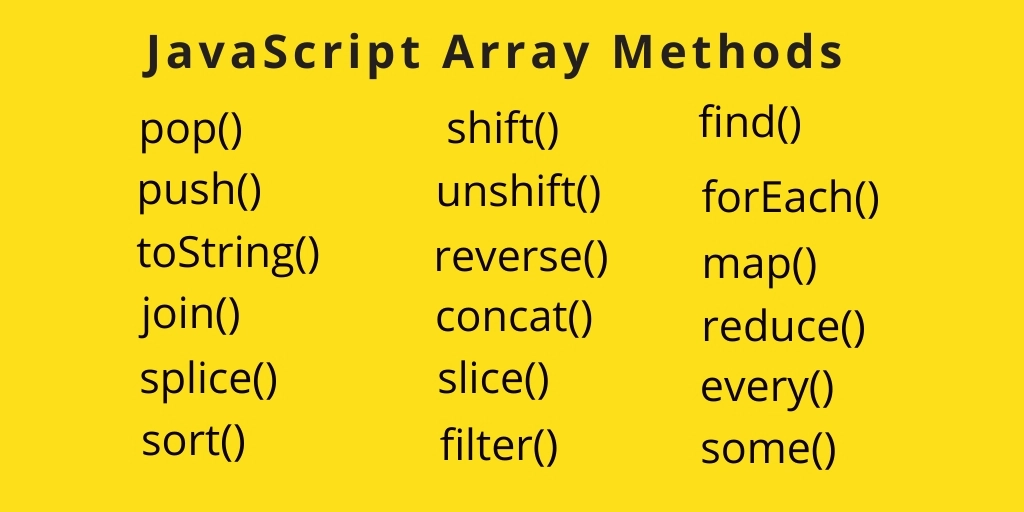 JavaScript Array Methods
pop()
push()
toString()
join()
splice()
sort()
shift()
unshift()
reverse()
concat()
slice()
filter()
find()
forEach()
map()
reduce()
every()
some()